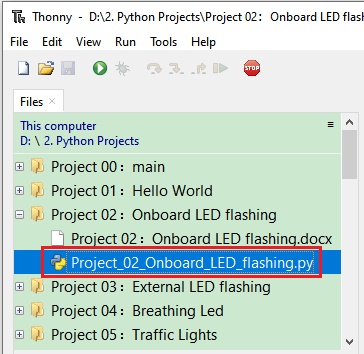 Thonny - D:\2. Python Projects\Project 02：Onboard LED flashing
File Edit View Run Tools Help
STOP
Files ×
This computer
D: \ 2. Python Projects
Project 00：main
Project 01：Hello World
Project 02：Onboard LED flashing
Project 02：Onboard LED flashing.docx
Project_02_Onboard_LED_flashing.py
Project 03：External LED flashing
Project 04：Breathing Led
Project 05：Traffic Lights